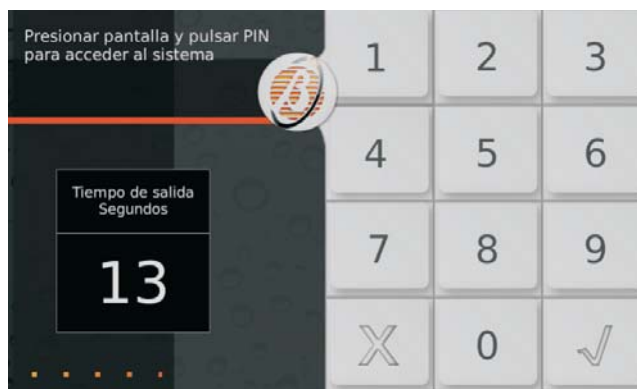 Presionar pantalla y pulsar PIN
para acceder al sistema
Tiempo de salida
Segundos
13
1 2 3
4 5 6
7 8 9
X 0 √